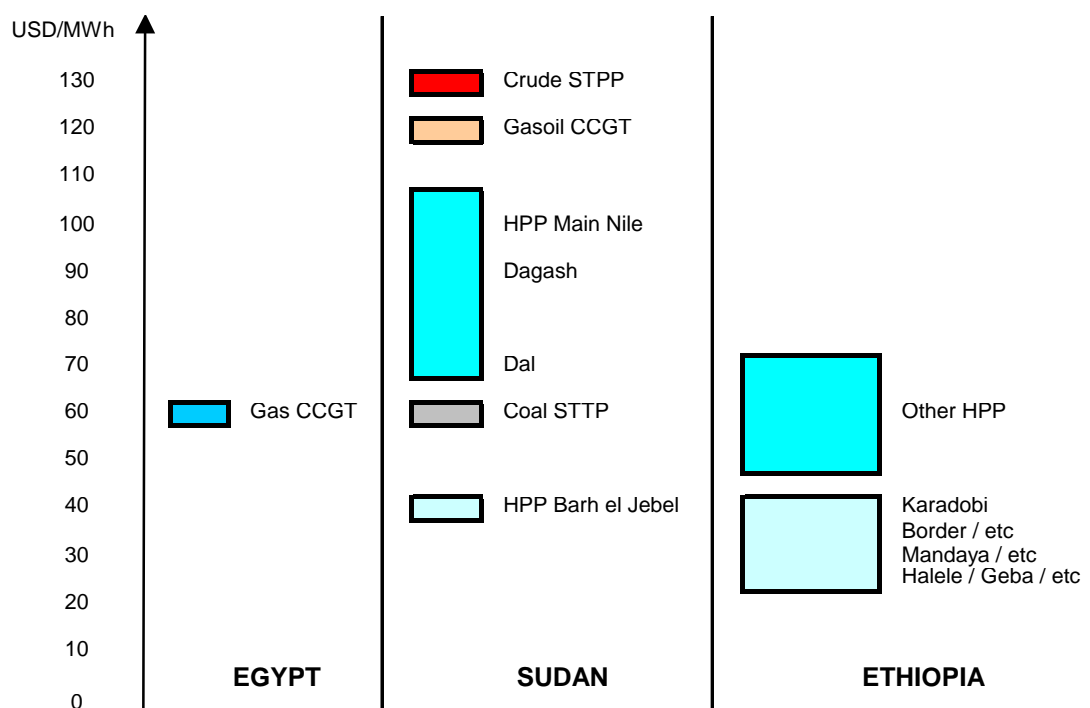 USD/MWh
130
Crude STPP
120
Gasoil CCGT
110
100
HPP Main Nile
90
Dagash
80
70
Dal
60
Gas CCGT
Coal STTP
Other HPP
50
40
HPP Barh el Jebel
Karadobi
Border / etc
30
Mandaya / etc
Halele / Geba / etc
20
10
EGYPT
SUDAN
ETHIOPIA
0